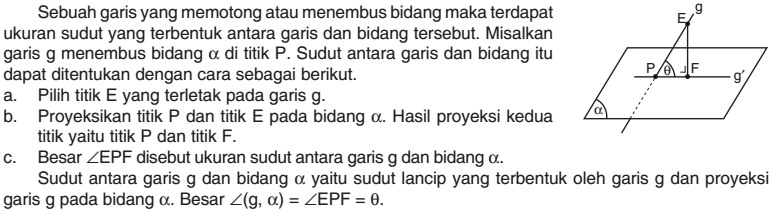 Sebuah garis yang memotong atau menembus bidang maka terdapat
ukuran sudut yang terbentuk antara garis dan bidang tersebut. Misalkan
garis g menembus bidang α di titik P. Sudut antara garis dan bidang itu
dapat ditentukan dengan cara sebagai berikut.
a. Pilih titik E yang terletak pada garis g.
b. Proyeksikan titik P dan titik E pada bidang α. Hasil proyeksi kedua
titik yaitu titik P dan titik F.
c. Besar ∠EPF disebut ukuran sudut antara garis g dan bidang α.
Sudut antara garis g dan bidang α yaitu sudut lancip yang terbentuk oleh garis g dan proyeksi
garis g pada bidang α. Besar ∠(g, α) = ∠EPF = θ.
g
E
P θ F
g′
α